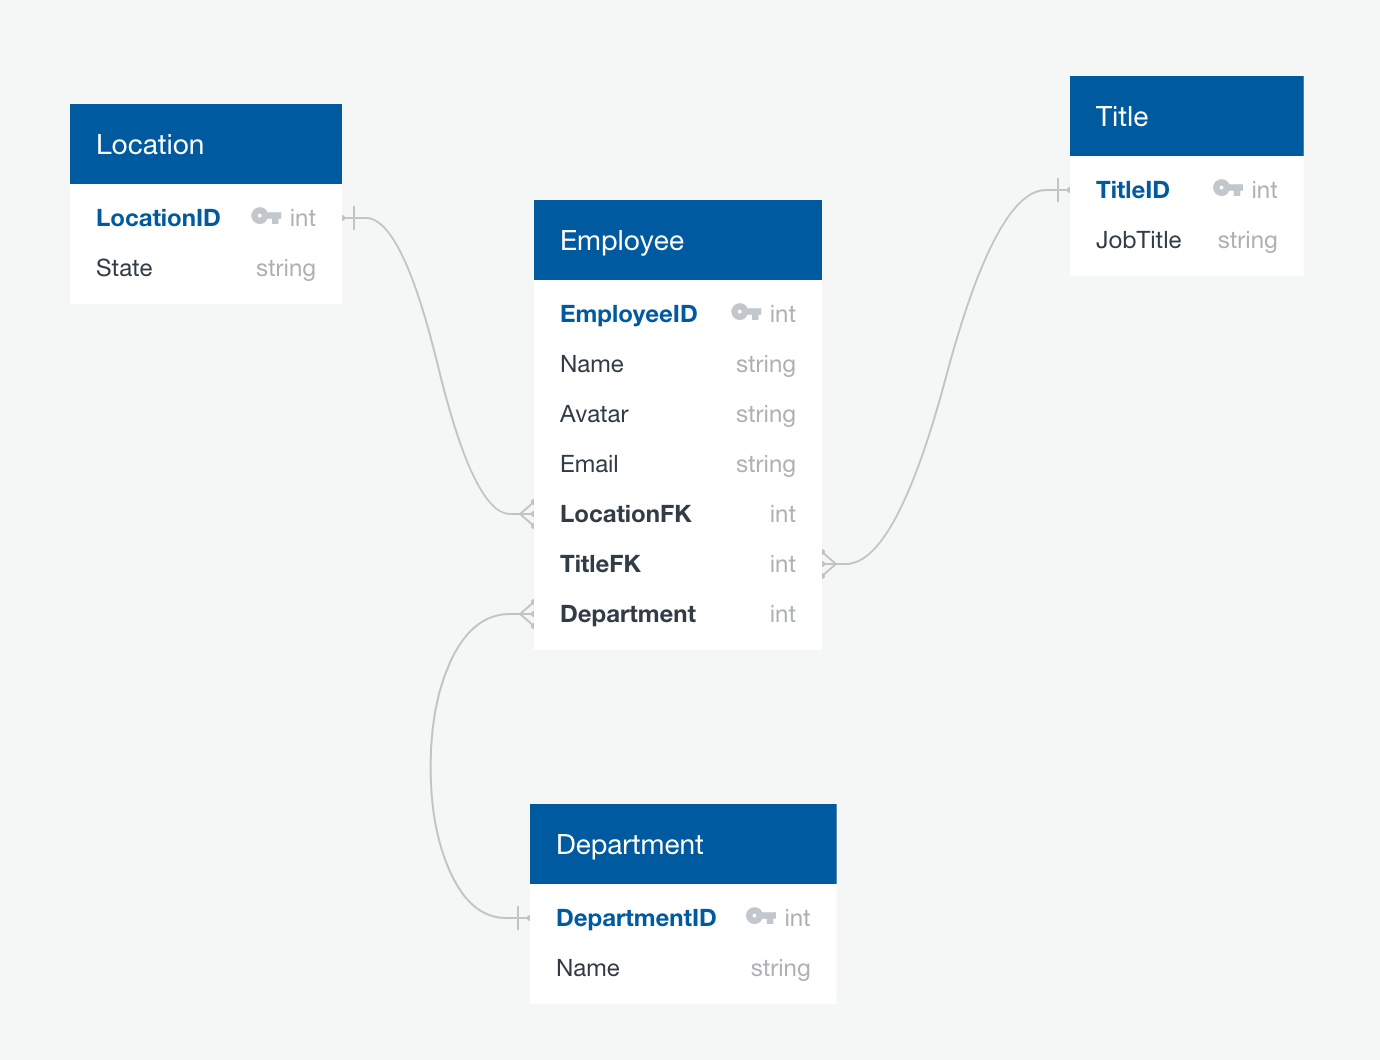 Location
LocationID int
State string
Employee
EmployeeID int
Name string
Avatar string
Email string
LocationFK int
TitleFK int
Department int
Title
TitleID int
JobTitle string
Department
DepartmentID int
Name string